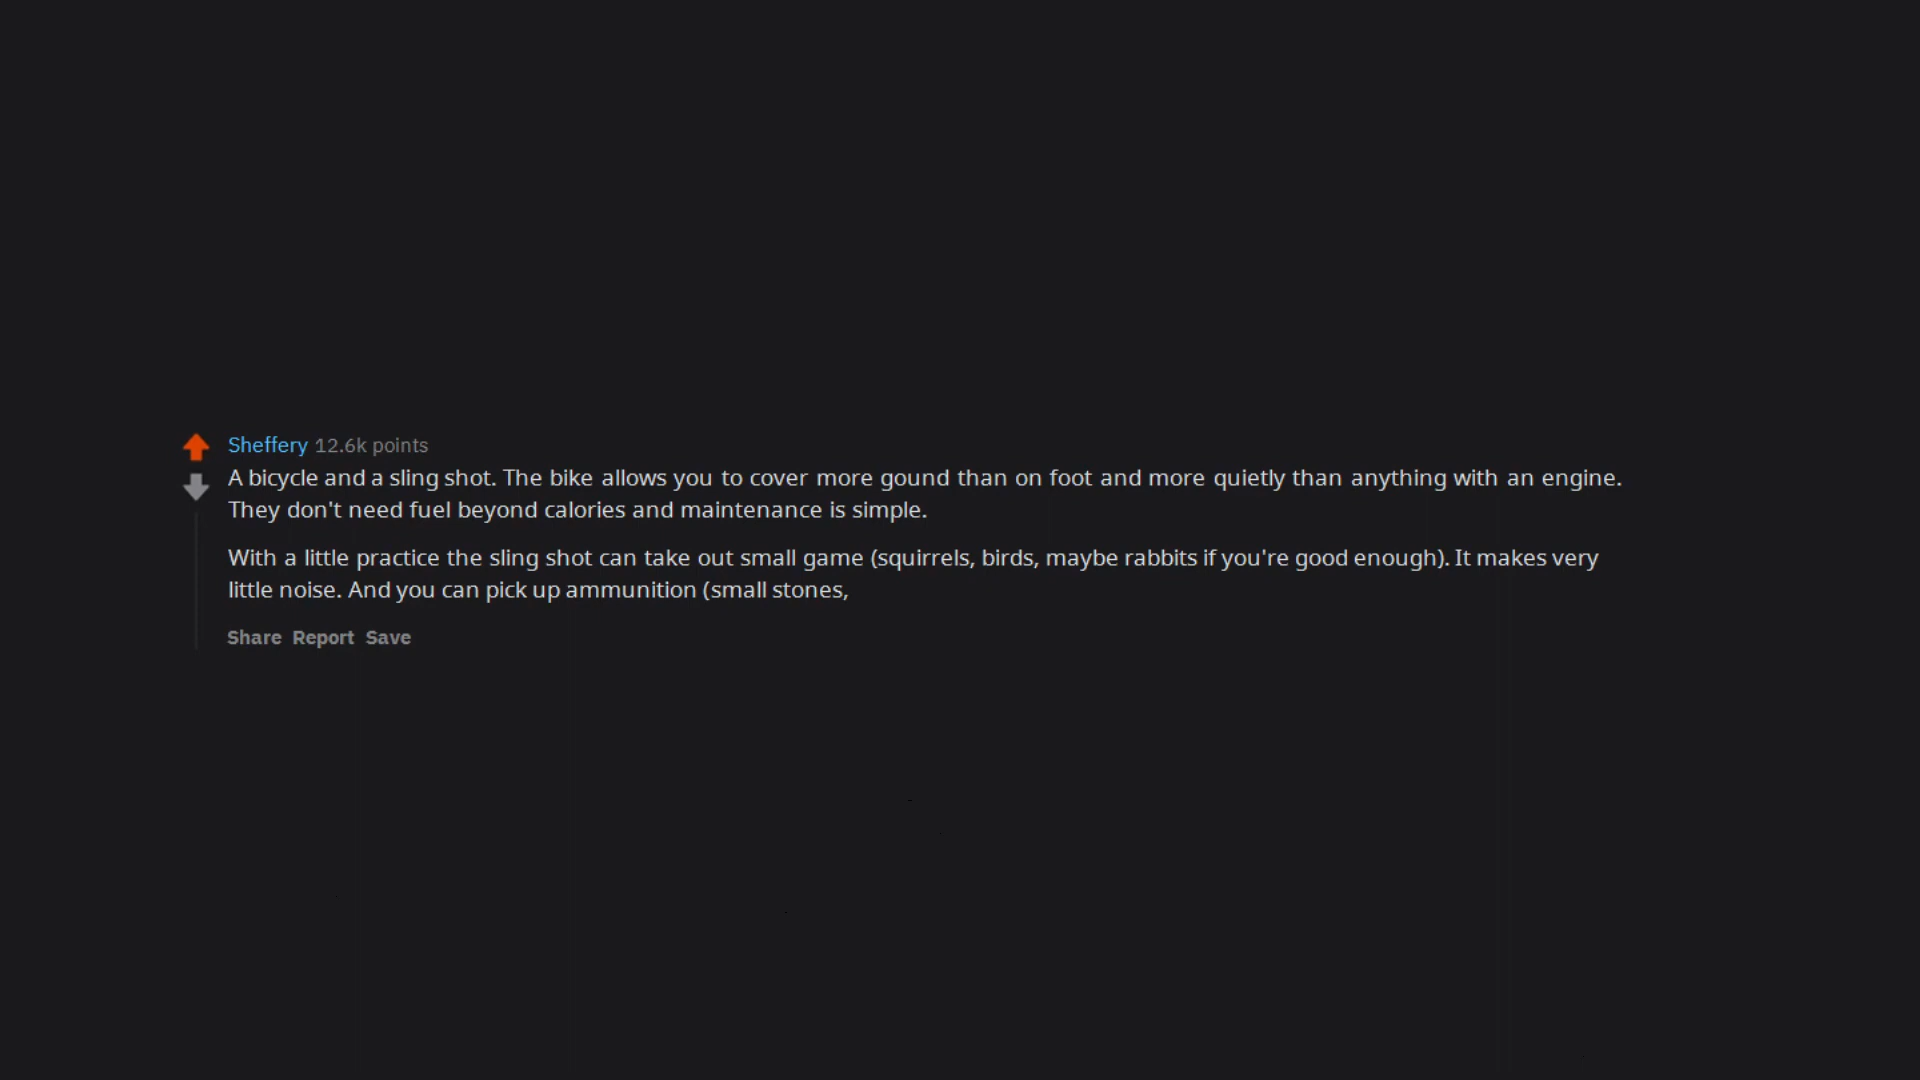 Sheffery 12.6k points
A bicycle and a sling shot. The bike allows you to cover more gound than on foot and more quietly than anything with an engine.
They don't need fuel beyond calories and maintenance is simple.
With a little practice the sling shot can take out small game (squirrels, birds, maybe rabbits if you're good enough). It makes very
little noise. And you can pick up ammunition (small stones,
Share Report Save